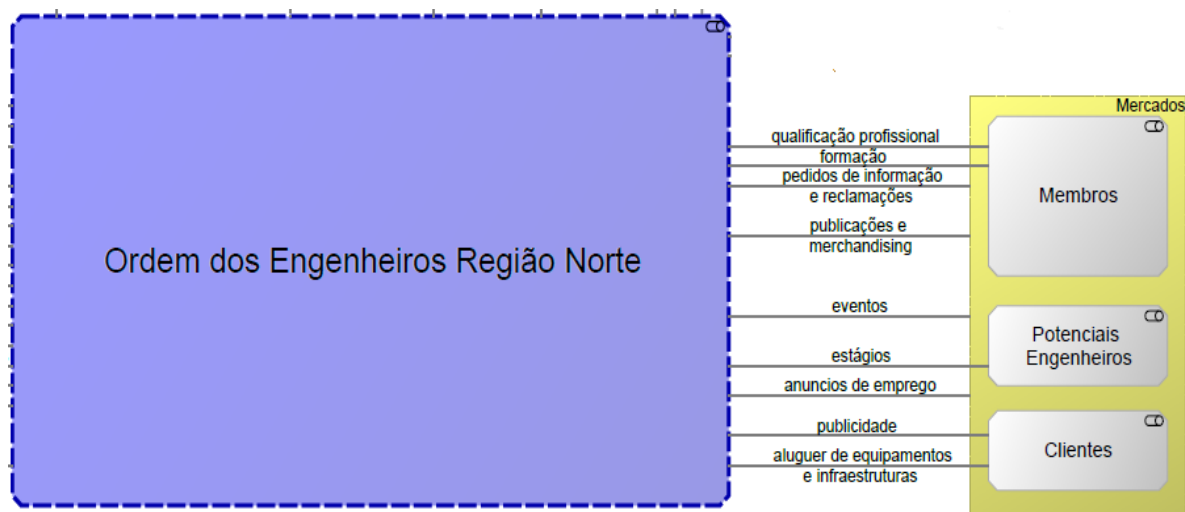 Mercados
qualificação profissional
formação
pedidos de informação
e reclamações
publicações e
merchandising
eventos
estágios
anuncios de emprego
publicidade
aluguer de equipamentos
e infraestruturas
Ordem dos Engenheiros Região Norte
Membros
Potenciais
Engenheiros
Clientes